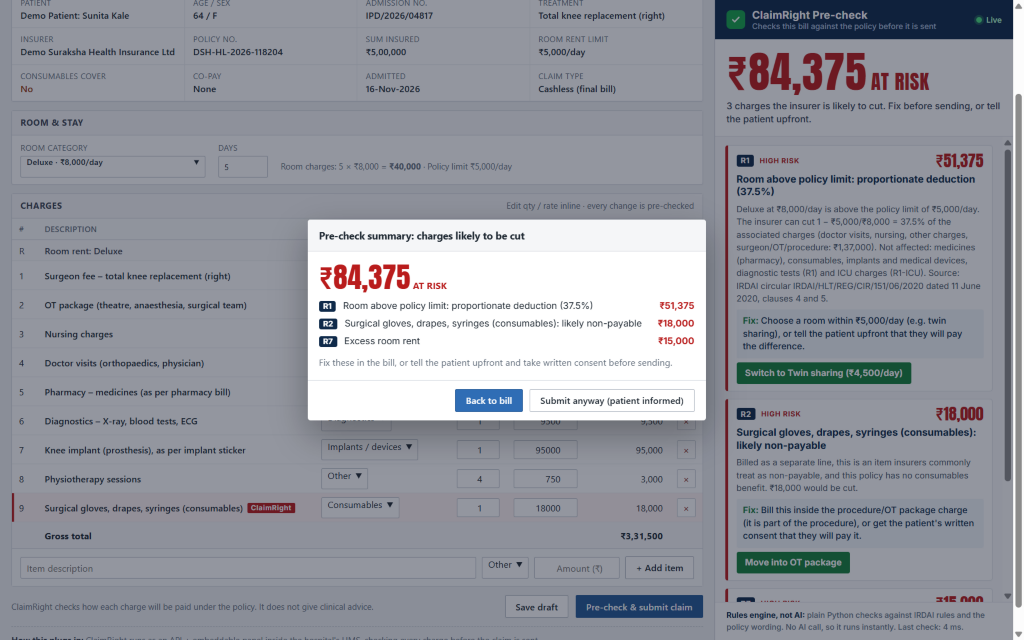 PATIENT AGE / SEX ADMISSION NO. TREATMENT
Demo Patient: Sunita Kale 64 / F IPD/2026/04817 Total knee replacement (right)
INSURER POLICY NO. SUM INSURED ROOM RENT LIMIT
Demo Suraksha Health Insurance Ltd DSH-HL-2026-118204 ₹5,00,000 ₹5,000/day
CONSUMABLES COVER CO-PAY ADMITTED CLAIM TYPE
No None 16-Nov-2026 Cashless (final bill)
ROOM & STAY
ROOM CATEGORY DAYS
Deluxe · ₹8,000/day 5 Room charges: 5 × ₹8,000 = ₹40,000 · Policy limit ₹5,000/day
CHARGES Edit qty / rate inline · every change is pre-checked
# DESCRIPTION
R Room rent: Deluxe
1 Surgeon fee – total knee replacement (right)
2 OT package (theatre, anaesthesia, surgical team)
3 Nursing charges
4 Doctor visits (orthopaedics, physician)
5 Pharmacy – medicines (as per pharmacy bill)
6 Diagnostics – X-ray, blood tests, ECG 1 9500 9,500 ×
7 Knee implant (prosthesis), as per implant sticker Implants / devices 1 95000 95,000 ×
8 Physiotherapy sessions Other 4 750 3,000 ×
9 Surgical gloves, drapes, syringes (consumables) ClaimRight Consumables 1 18000 18,000 ×
Gross total ₹3,31,500
Item description Other Amount (₹) + Add item
ClaimRight checks how each charge will be paid under the policy. It does not give clinical advice. Save draft Pre-check & submit claim
Pre-check summary: charges likely to be cut
₹84,375 AT RISK
R1 Room above policy limit: proportionate deduction (37.5%) ₹51,375
R2 Surgical gloves, drapes, syringes (consumables): likely non-payable ₹18,000
R7 Excess room rent ₹15,000
Fix these in the bill, or tell the patient upfront and take written consent before sending.
Back to bill Submit anyway (patient informed)
ClaimRight Pre-check
Checks this bill against the policy before it is sent
Live
₹84,375 AT RISK
3 charges the insurer is likely to cut. Fix before sending, or tell
the patient upfront.
R1 HIGH RISK ₹51,375
Room above policy limit: proportionate deduction
(37.5%)
Deluxe at ₹8,000/day is above the policy limit of ₹5,000/day.
The insurer can cut 1 − ₹5,000/₹8,000 = 37.5% of the
associated charges (doctor visits, nursing, other charges,
surgeon/OT/procedure: ₹1,37,000). Not affected: medicines
(pharmacy), consumables, implants and medical devices,
diagnostic tests (R1) and ICU charges (R1-ICU). Source:
IRDAI circular IRDAI/HLT/REG/CIR/151/06/2020 dated 11 June
2020, clauses 4 and 5.
Fix: Choose a room within ₹5,000/day (e.g. twin
sharing), or tell the patient upfront that they will pay
the difference.
Switch to Twin sharing (₹4,500/day)
R2 HIGH RISK ₹18,000
Surgical gloves, drapes, syringes (consumables):
likely non-payable
Billed as a separate line, this is an item insurers commonly
treat as non-payable, and this policy has no consumables
benefit. ₹18,000 would be cut.
Fix: Bill this inside the procedure/OT package charge
(it is part of the procedure), or get the patient's written
consent that they will pay it.
Move into OT package
Rules engine, not AI: plain Python checks against IRDAI rules and the
policy wording. No AI call, so it runs instantly. Last check: 4 ms.